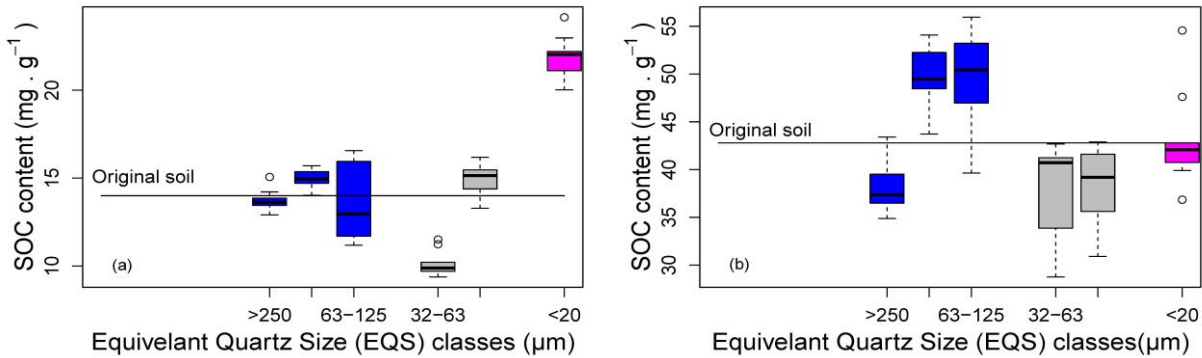 SOC content (mg . g⁻¹)
20
15
10
Original soil
(a)
>250
63−125
32−63
<20
Equivelant Quartz Size (EQS) classes (µm)
SOC content (mg . g⁻¹)
55
50
45
40
35
30
Original soil
(b)
>250
63−125
32−63
<20
Equivelant Quartz Size (EQS) classes(µm)